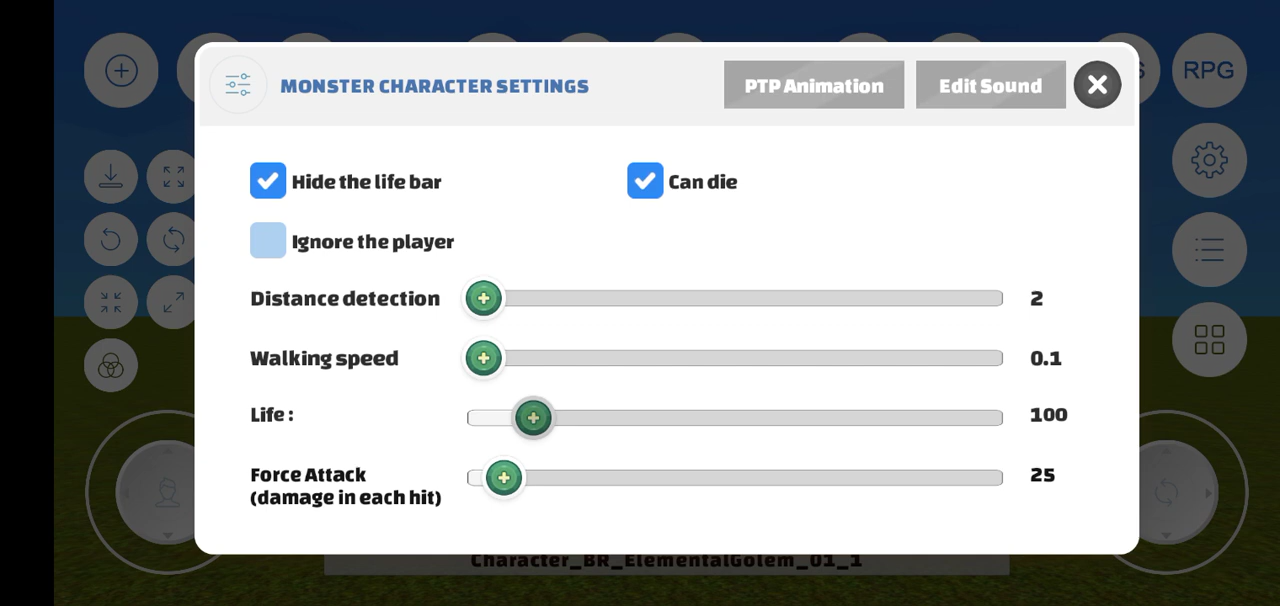 MONSTER CHARACTER SETTINGS
PTP Animation
Edit Sound
RPG
Hide the life bar
Can die
Ignore the player
Distance detection
2
Walking speed
0.1
Life :
100
Force Attack
(damage in each hit)
25
Character_BR_ElementalGolem_01_1